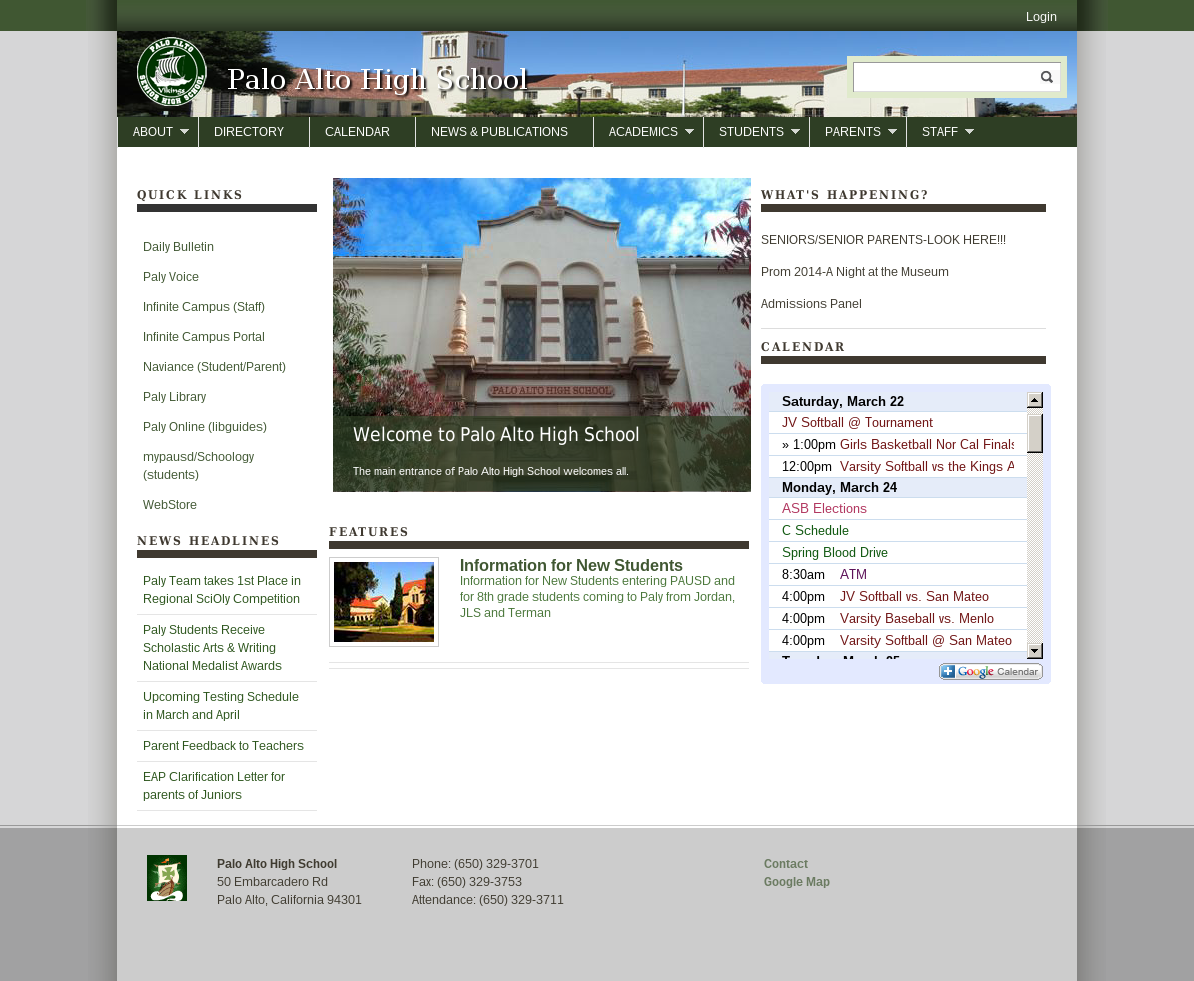 Login
PALO ALTO
Vikings
SENIOR HIGH SCHOOL
Palo Alto High School
ABOUT
DIRECTORY
CALENDAR
NEWS & PUBLICATIONS
ACADEMICS
STUDENTS
PARENTS
STAFF
QUICK LINKS
Daily Bulletin
Paly Voice
Infinite Campus (Staff)
Infinite Campus Portal
Naviance (Student/Parent)
Paly Library
Paly Online (libguides)
mypausd/Schoology
(students)
WebStore
NEWS HEADLINES
Paly Team takes 1st Place in
Regional SciOly Competition
Paly Students Receive
Scholastic Arts & Writing
National Medalist Awards
Upcoming Testing Schedule
in March and April
Parent Feedback to Teachers
EAP Clarification Letter for
parents of Juniors
PALO ALTO HIGH SCHOOL
Welcome to Palo Alto High School
The main entrance of Palo Alto High School welcomes all.
FEATURES
Information for New Students
Information for New Students entering PAUSD and
for 8th grade students coming to Paly from Jordan,
JLS and Terman
WHAT'S HAPPENING?
SENIORS/SENIOR PARENTS-LOOK HERE!!!
Prom 2014-A Night at the Museum
Admissions Panel
CALENDAR
Saturday, March 22
JV Softball @ Tournament
» 1:00pm Girls Basketball Nor Cal Finals
12:00pm Varsity Softball vs the Kings A
Monday, March 24
ASB Elections
C Schedule
Spring Blood Drive
8:30am ATM
4:00pm JV Softball vs. San Mateo
4:00pm Varsity Baseball vs. Menlo
4:00pm Varsity Softball @ San Mateo
Google Calendar
Palo Alto High School
50 Embarcadero Rd
Palo Alto, California 94301
Phone: (650) 329-3701
Fax: (650) 329-3753
Attendance: (650) 329-3711
Contact
Google Map